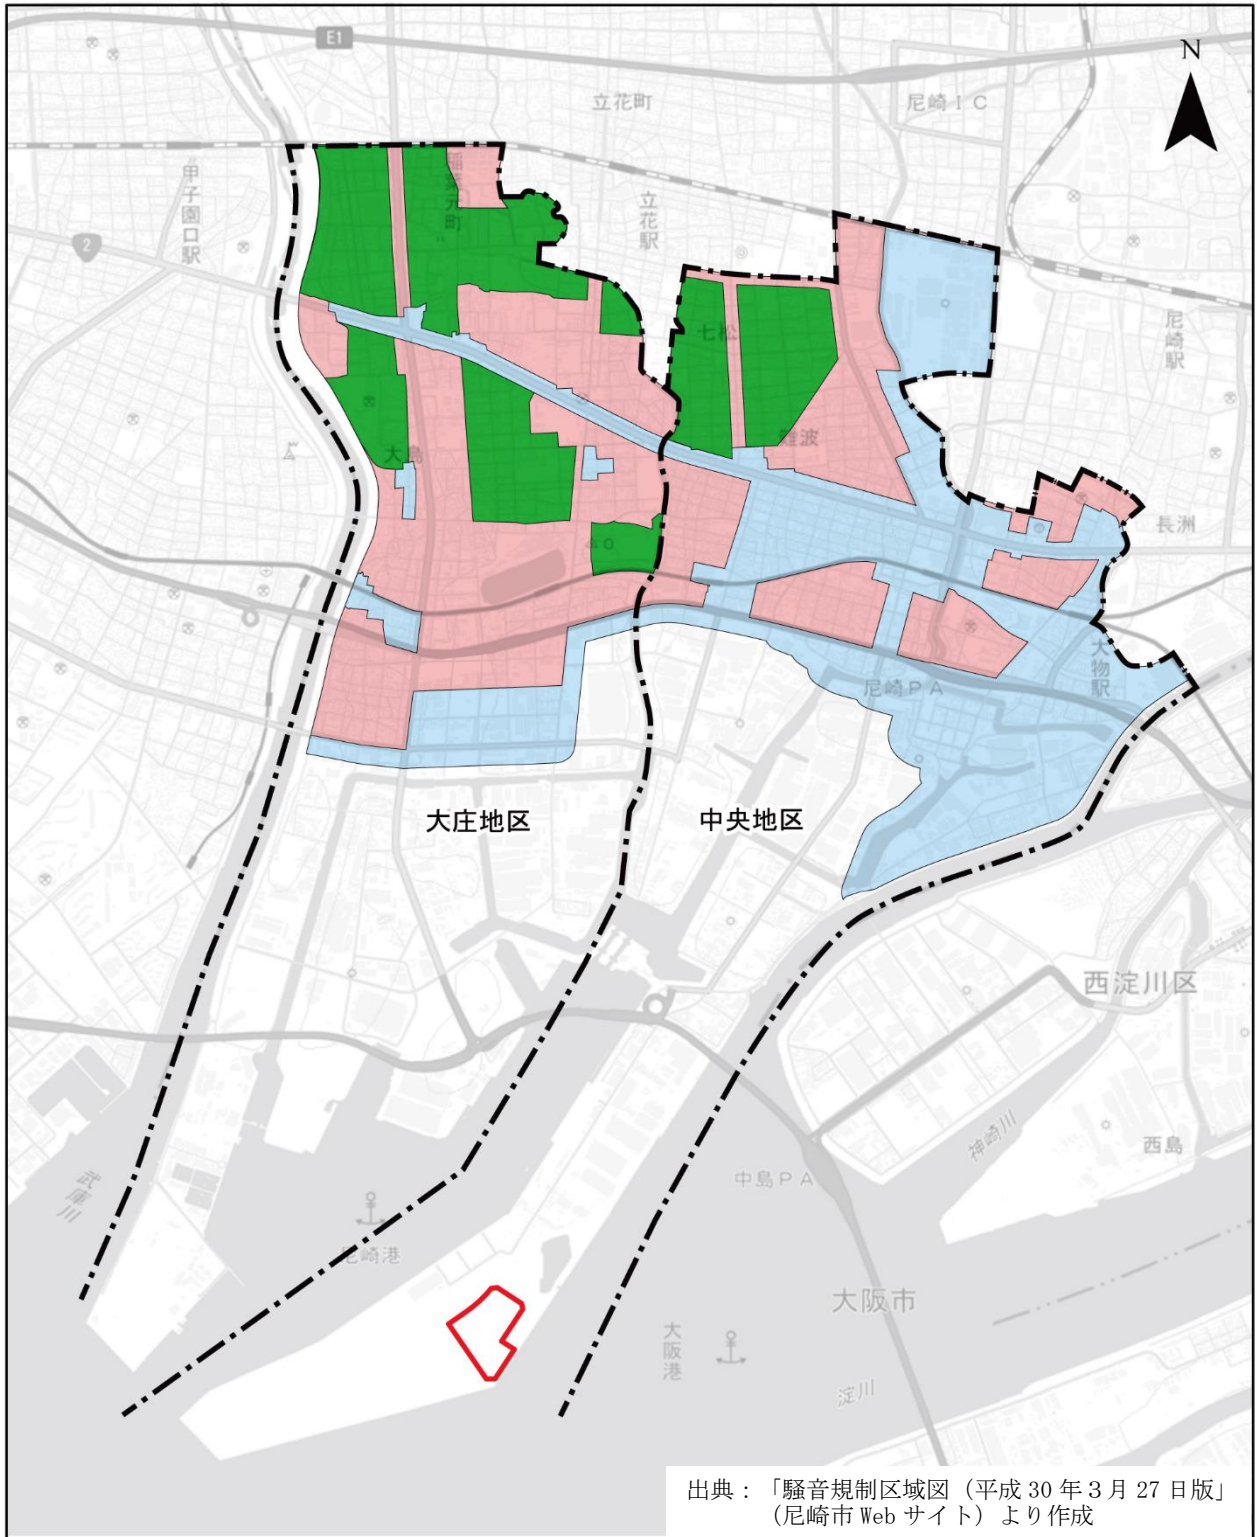 E1
N
立花町
尼崎IC
甲子園口駅
稲葉元町
立花駅
2
七松
尼崎駅
難波
大島
長洲
大物駅
尼崎PA
大庄地区
中央地区
西淀川区
神崎川
西島
中島PA
武庫川
尼崎港
大阪市
大阪港
淀川
出典：「騒音規制区域図（平成 30 年３月 27 日版」
（尼崎市 Web サイト）より作成